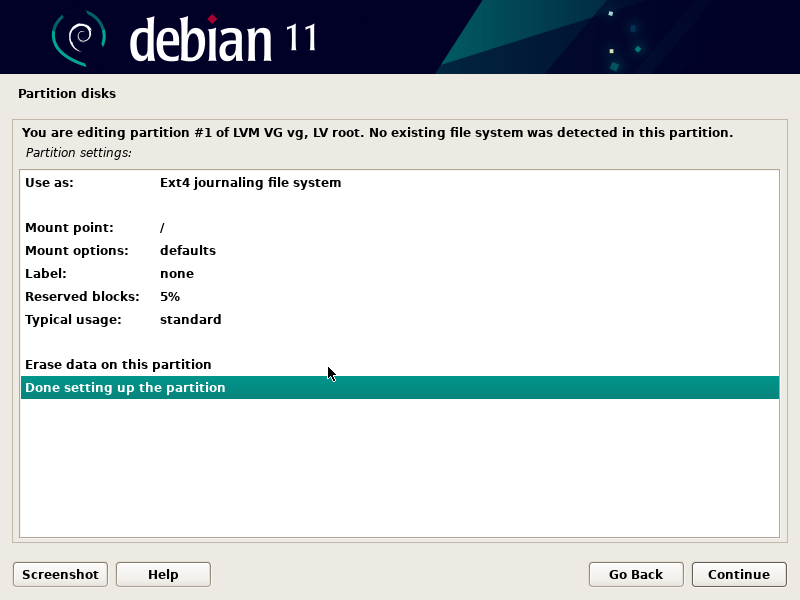 debian 11
Partition disks
You are editing partition #1 of LVM VG vg, LV root. No existing file system was detected in this partition.
Partition settings:
Use as: Ext4 journaling file system
Mount point: /
Mount options: defaults
Label: none
Reserved blocks: 5%
Typical usage: standard
Erase data on this partition
Done setting up the partition
Screenshot Help Go Back Continue